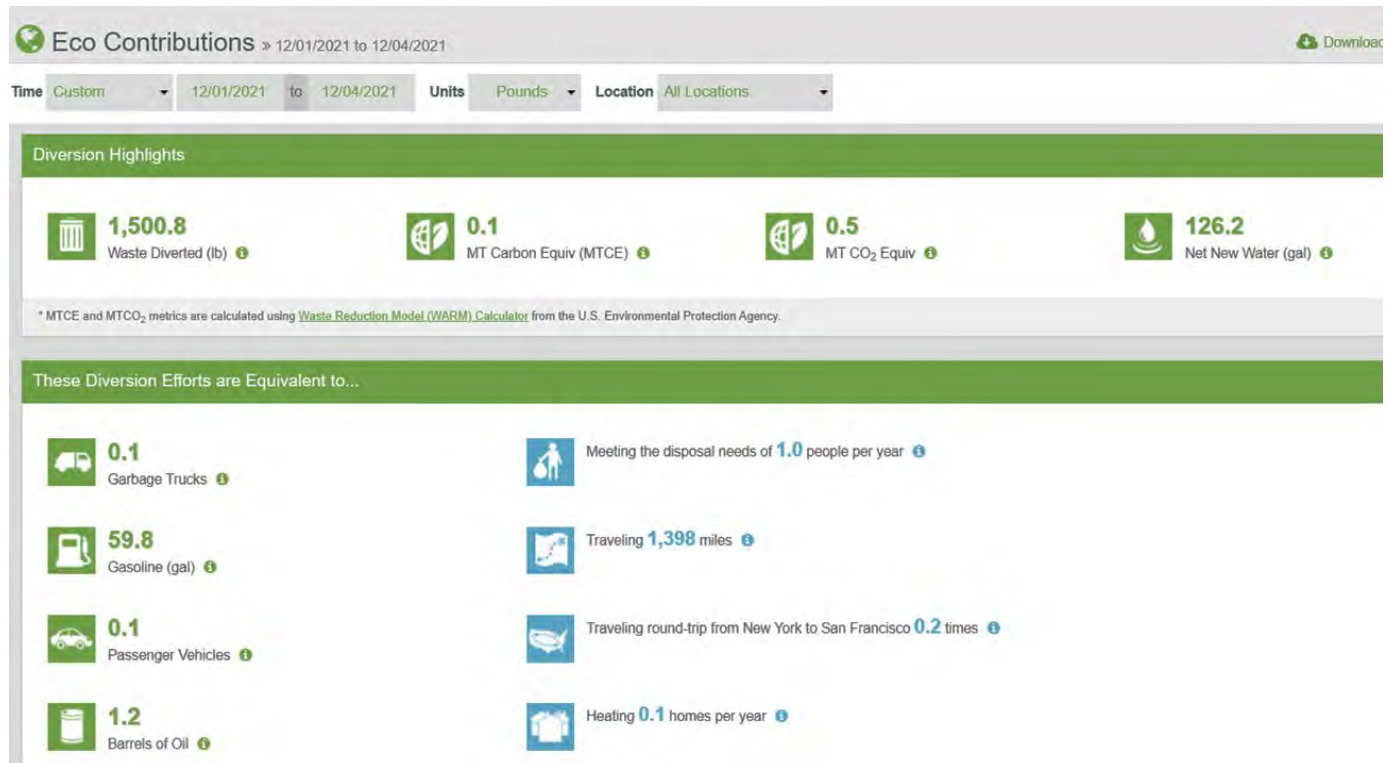 Eco Contributions » 12/01/2021 to 12/04/2021
Download
Time Custom 12/01/2021 to 12/04/2021 Units Pounds Location All Locations
Diversion Highlights
1,500.8
Waste Diverted (lb)
0.1
MT Carbon Equiv (MTCE)
0.5
MT CO₂ Equiv
126.2
Net New Water (gal)
* MTCE and MTCO₂ metrics are calculated using Waste Reduction Model (WARM) Calculator from the U.S. Environmental Protection Agency.
These Diversion Efforts are Equivalent to...
0.1
Garbage Trucks
Meeting the disposal needs of 1.0 people per year
59.8
Gasoline (gal)
Traveling 1,398 miles
0.1
Passenger Vehicles
Traveling round-trip from New York to San Francisco 0.2 times
1.2
Barrels of Oil
Heating 0.1 homes per year